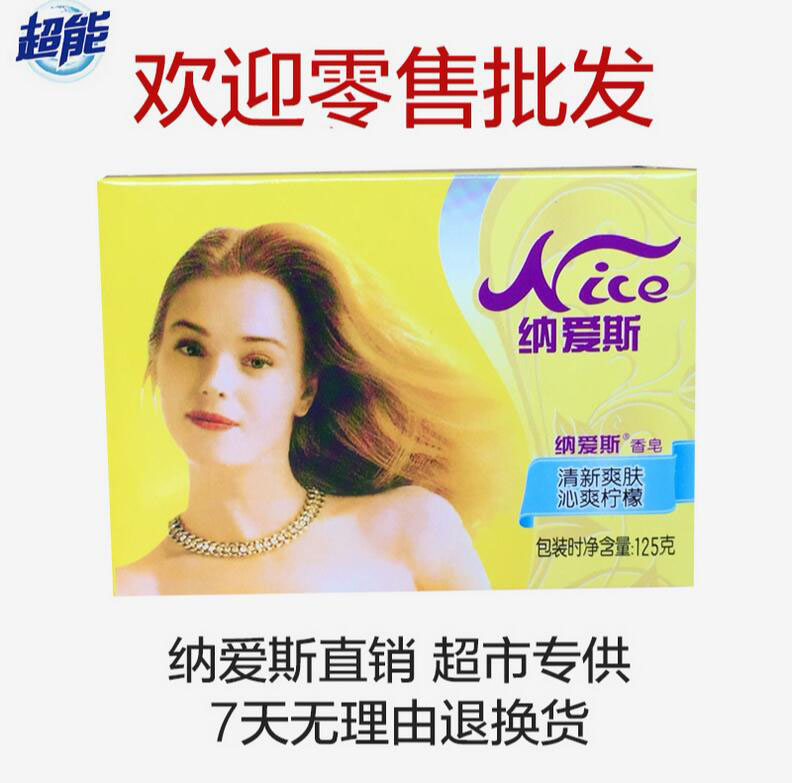 超能
欢迎零售批发
Nice
纳爱斯
纳爱斯®香皂
清新爽肤
沁爽柠檬
包装时净含量:125克
纳爱斯直销 超市专供
7天无理由退换货